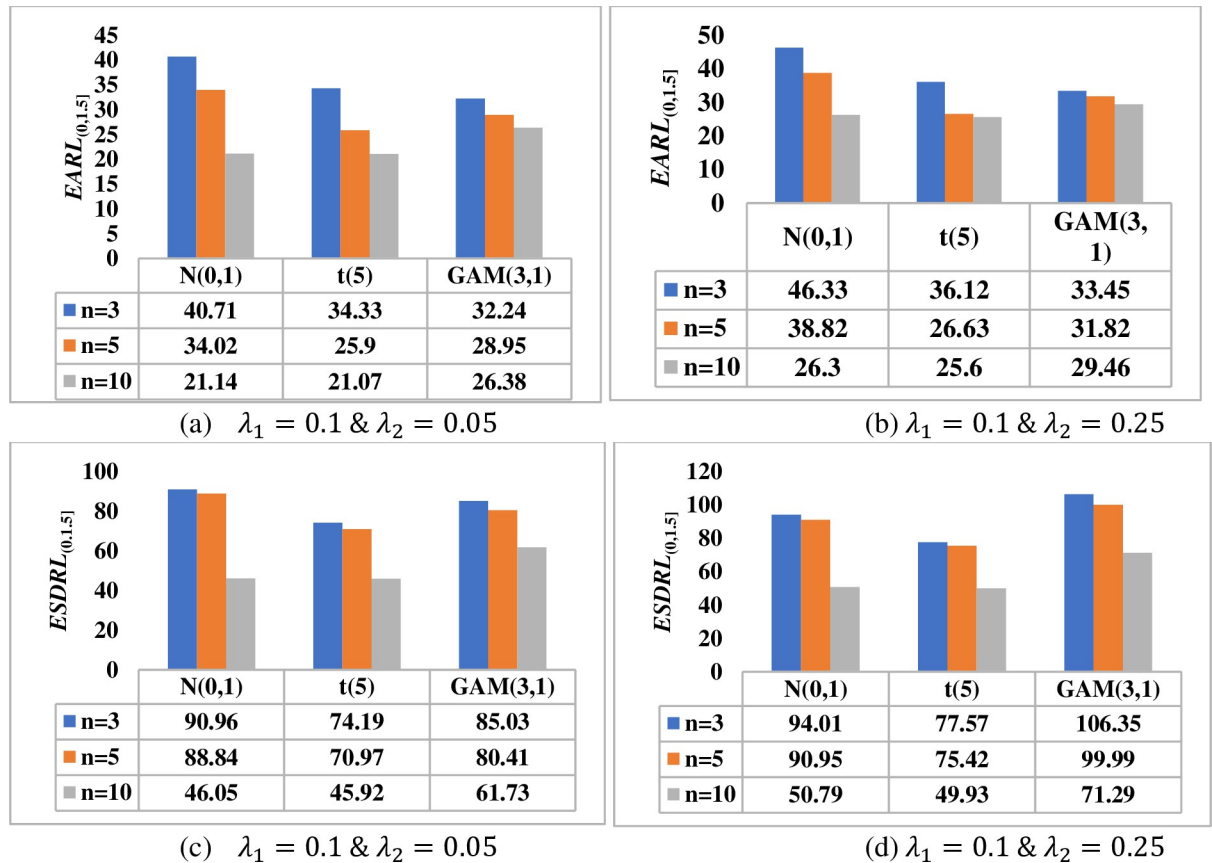 45
40
35
30
25
20
15
10
5
0
EARL(0,1.5]
N(0,1) t(5) GAM(3,1)
n=3 40.71 34.33 32.24
n=5 34.02 25.9 28.95
n=10 21.14 21.07 26.38
(a) λ1 = 0.1 & λ2 = 0.05
50
40
30
20
10
0
EARL(0,1.5]
N(0,1) t(5) GAM(3,
1)
n=3 46.33 36.12 33.45
n=5 38.82 26.63 31.82
n=10 26.3 25.6 29.46
(b) λ1 = 0.1 & λ2 = 0.25
100
80
60
40
20
0
ESDRL(0.1.5]
N(0,1) t(5) GAM(3,1)
n=3 90.96 74.19 85.03
n=5 88.84 70.97 80.41
n=10 46.05 45.92 61.73
(c) λ1 = 0.1 & λ2 = 0.05
120
100
80
60
40
20
0
ESDRL(0,1.5]
N(0,1) t(5) GAM(3,1)
n=3 94.01 77.57 106.35
n=5 90.95 75.42 99.99
n=10 50.79 49.93 71.29
(d) λ1 = 0.1 & λ2 = 0.25